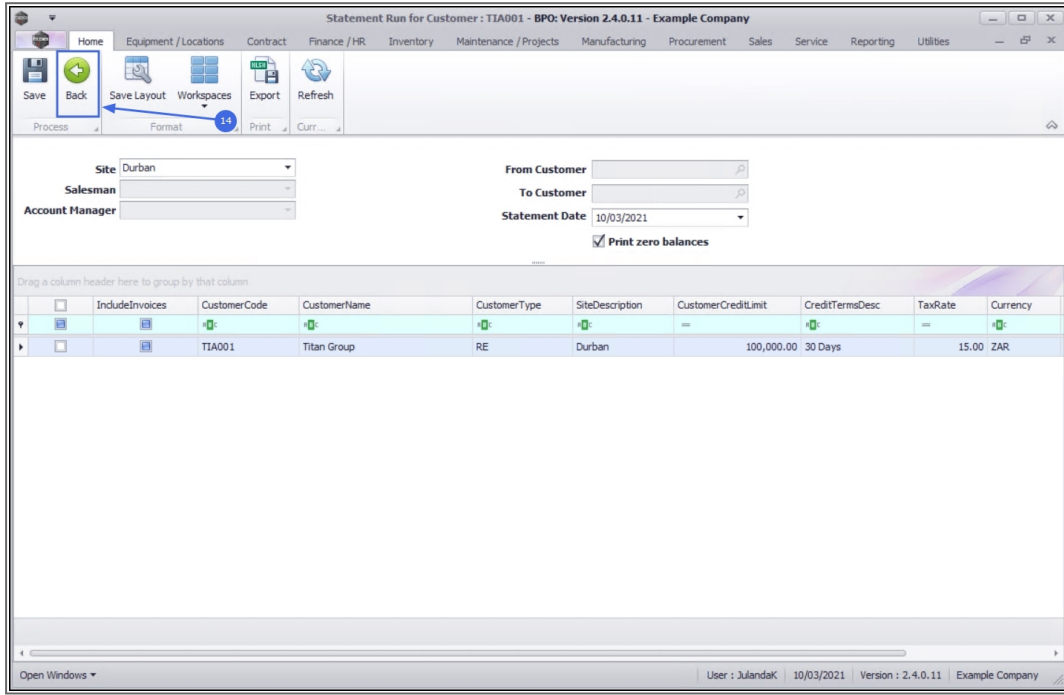 Statement Run for Customer : TIA001 - BPO: Version 2.4.0.11 - Example Company
Home Equipment / Locations Contract Finance / HR Inventory Maintenance / Projects Manufacturing Procurement Sales Service Reporting Utilities
Save Back Save Layout Workspaces Export Refresh
14
Process Format Print Curr...
Site Durban
From Customer
Salesman
To Customer
Account Manager
Statement Date 10/03/2021
Print zero balances
Drag a column header here to group by that column
IncludeInvoices CustomerCode CustomerName CustomerType SiteDescription CustomerCreditLimit CreditTermsDesc TaxRate Currency
TIA001 Titan Group RE Durban 100,000.00 30 Days 15.00 ZAR
Open Windows User : JulandaK 10/03/2021 Version : 2.4.0.11 Example Company